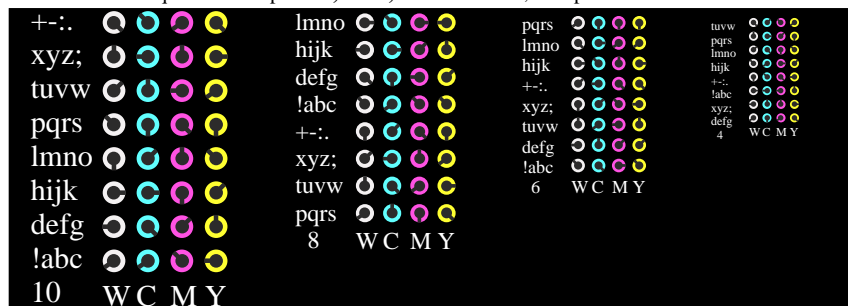 +-:.
xyz;
tuvw
pqrs
lmno
hijk
defg
!abc
10 W C M Y
lmno
hijk
defg
!abc
+-:.
xyz;
tuvw
pqrs
8 W C M Y
pqrs
lmno
hijk
+-:.
xyz;
tuvw
defg
!abc
6 W C M Y
tuvw
pqrs
lmno
hijk
+-:.
!abc
xyz;
defg
4 W C M Y